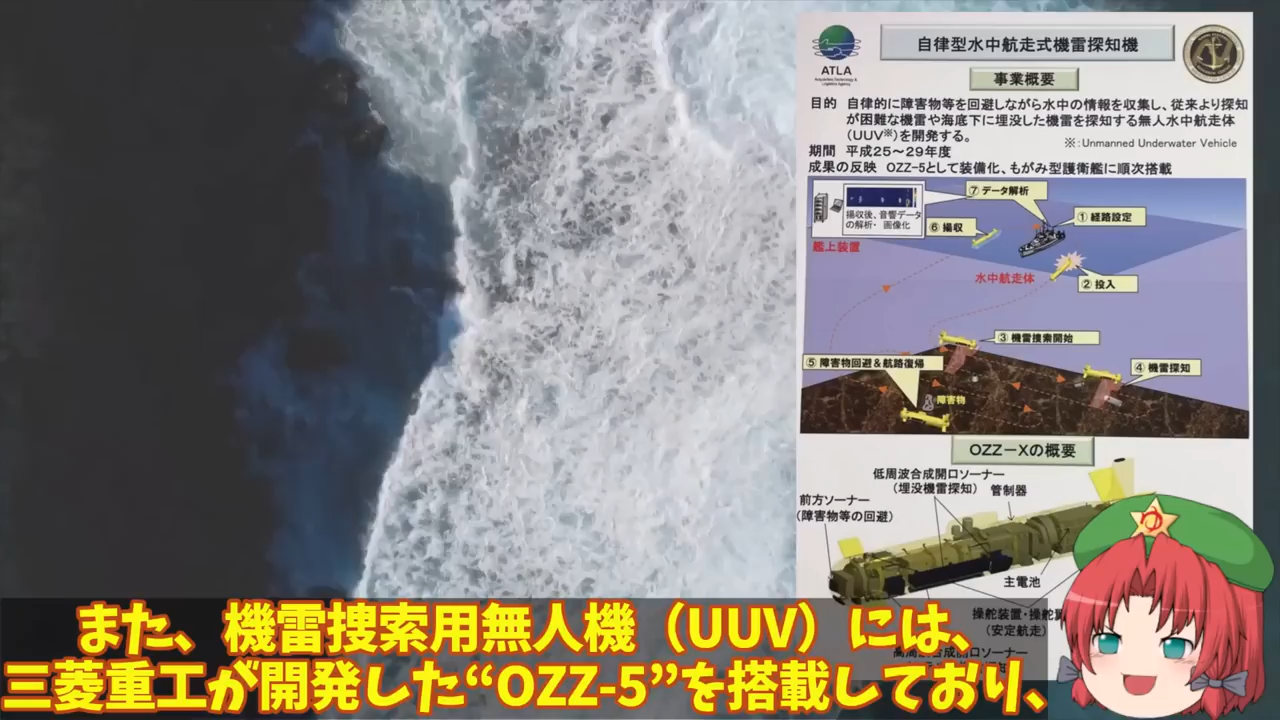 自律型水中航走式機雷探知機
ATLA
事業概要
目的 自律的に障害物等を回避しながら水中の情報を収集し、従来より探知
が困難な機雷や海底下に埋没した機雷を探知する無人水中航走体
（UUV※）を開発する。
※：Unmanned Underwater Vehicle
期間 平成25～29年度
成果の反映 OZZ-5として装備化、もがみ型護衛艦に順次搭載
⑦データ解析
①経路設定
揚収後、音響データ
の解析・画像化
⑥揚収
艦上装置
水中航走体
②投入
③機雷捜索開始
⑤障害物回避＆航路復帰
④機雷探知
障害物
OZZ－Xの概要
低周波合成開口ソーナー
（埋没機雷探知）
管制器
前方ソーナー
（障害物等の回避）
主電池
操舵装置・操舵翼
（安定航走）
また、機雷捜索用無人機（UUV）には、
三菱重工が開発した“OZZ-5”を搭載しており、